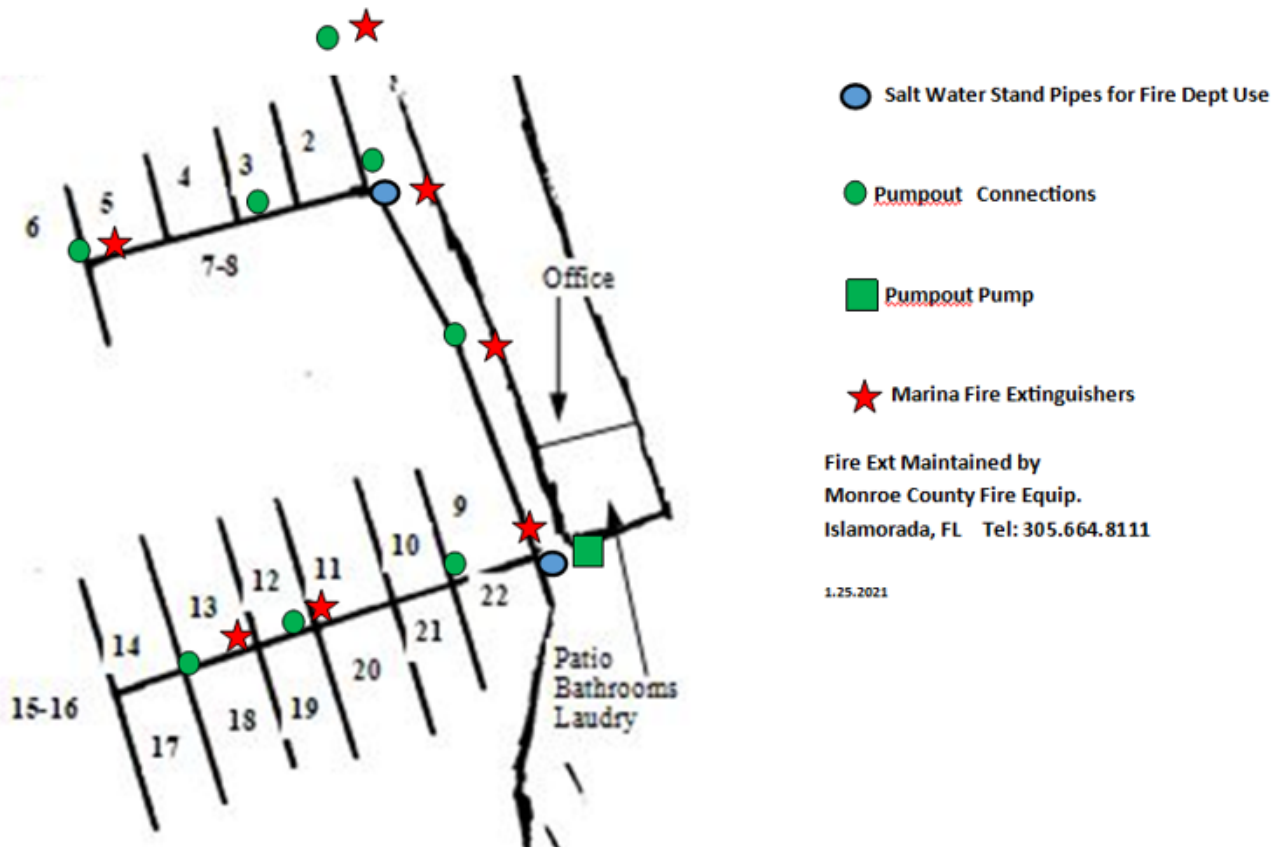 2
3
4
5
6
7-8
Office
9
10
11
12
13
14
15-16
22
21
20
19
18
17
Patio
Bathrooms
Laudry
Salt Water Stand Pipes for Fire Dept Use
Pumpout Connections
Pumpout Pump
Marina Fire Extinguishers
Fire Ext Maintained by
Monroe County Fire Equip.
Islamorada, FL Tel: 305.664.8111
1.25.2021